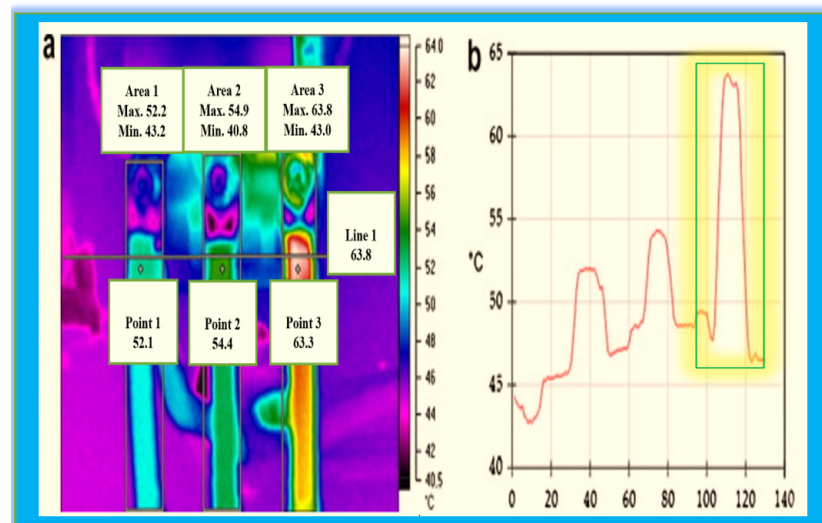 a
Area 1
Max. 52.2
Min. 43.2
Area 2
Max. 54.9
Min. 40.8
Area 3
Max. 63.8
Min. 43.0
Line 1
63.8
Point 1
52.1
Point 2
54.4
Point 3
63.3
64.0
62
60
58
56
54
52
50
48
46
44
42
40.5
°C
b
65
60
55
50
45
40
°C
0 20 40 60 80 100 120 140